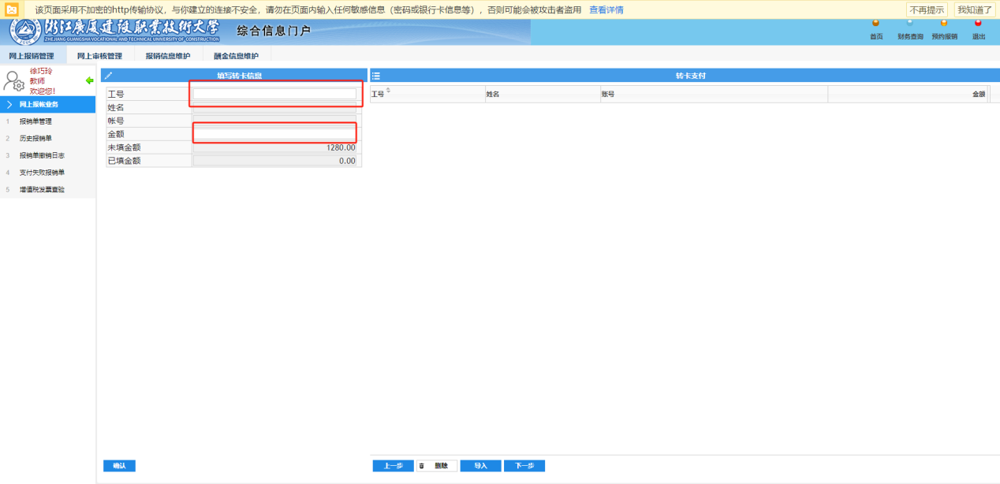 该页面采用不加密的http传输协议，与你建立的连接不安全，请勿在页面内输入任何敏感信息（密码或银行卡信息等），否则可能会被攻击者盗用 查看详情 不再提示 我知道了
浙江广厦建设职业技术大学
ZHEJIANG GUANGSHA VOCATIONAL AND TECHNICAL UNIVERSITY OF CONSTRUCTION
综合信息门户
首页 财务查询 预约报销 退出
网上报销管理 网上审核管理 报销信息维护 酬金信息维护
徐巧玲
教师
欢迎您!
网上报帐业务
1 报销单管理
2 历史报销单
3 报销单撤销日志
4 支付失败报销单
5 增值税发票查验
填写转卡信息
工号
姓名
帐号
金额
未填金额 1280.00
已填金额 0.00
确认
转卡支付
工号 姓名 账号 金额
上一步 删除 导入 下一步